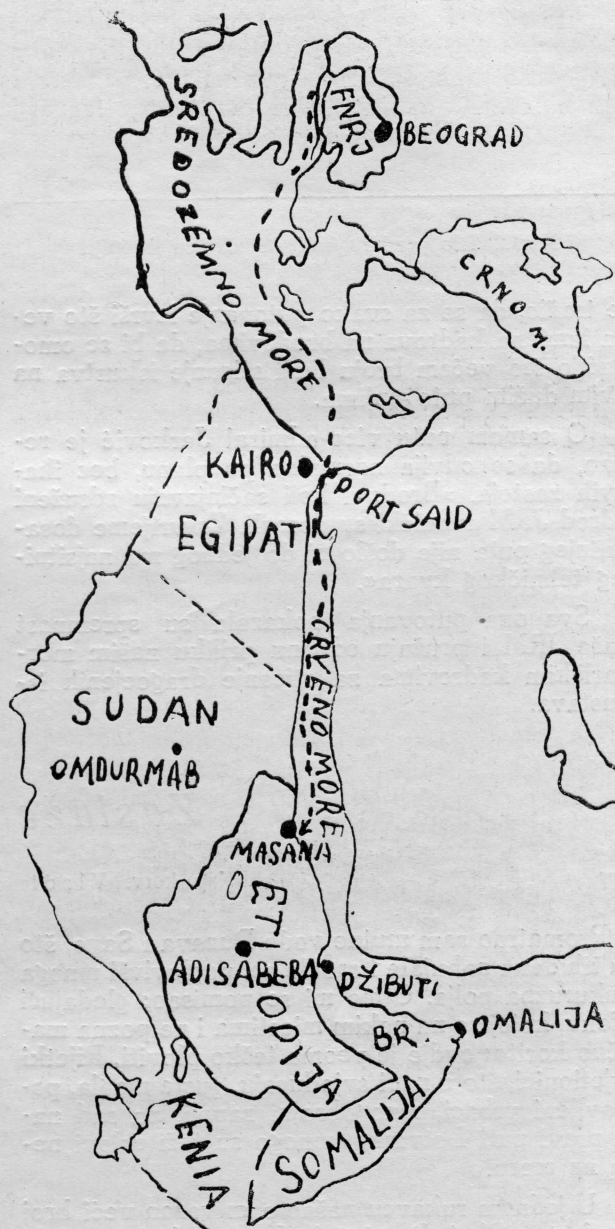 FNRJ
BEOGRAD
SREDOZEMNO MORE
CRNO M.
KAIRO
PORT SAID
EGIPAT
CRVENO MORE
SUDAN
OMDURMAB
MASANA
ETIOPIJA
ADISABEBA
DŽIBUTI
BR. OMALIJA
KENIA
SOMALIJA